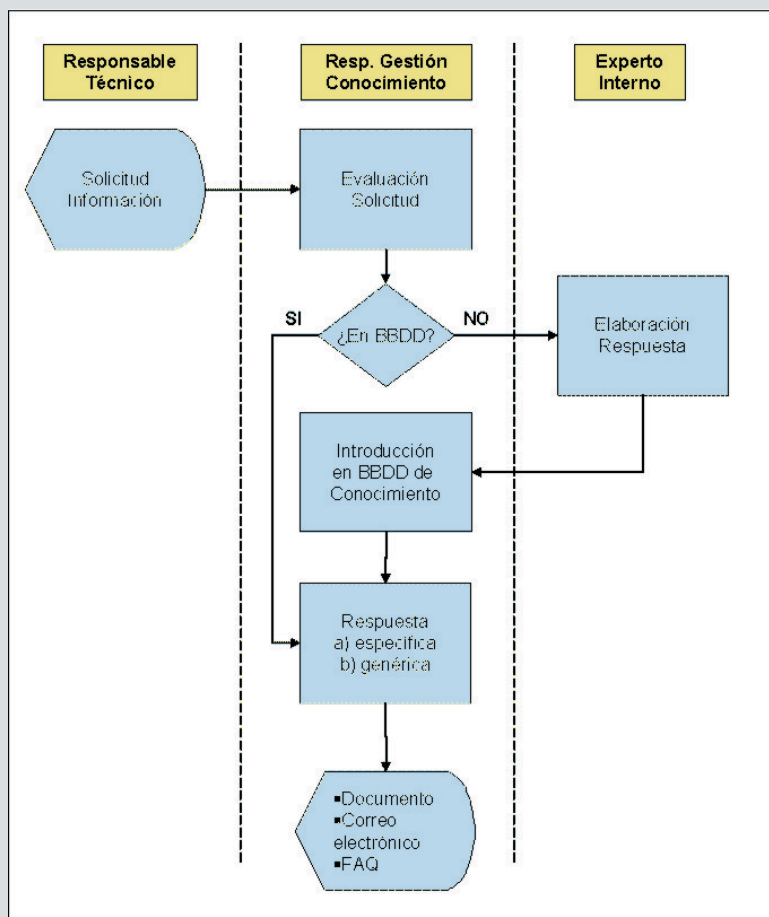 Responsable
Técnico
Resp. Gestión
Conocimiento
Experto
Interno
Solicitud
Información
Evaluación
Solicitud
SI
¿En BBDD?
NO
Elaboración
Respuesta
Introducción
en BBDD de
Conocimiento
Respuesta
a) específica
b) genérica
▪Documento
▪Correo
electrónico
▪FAQ